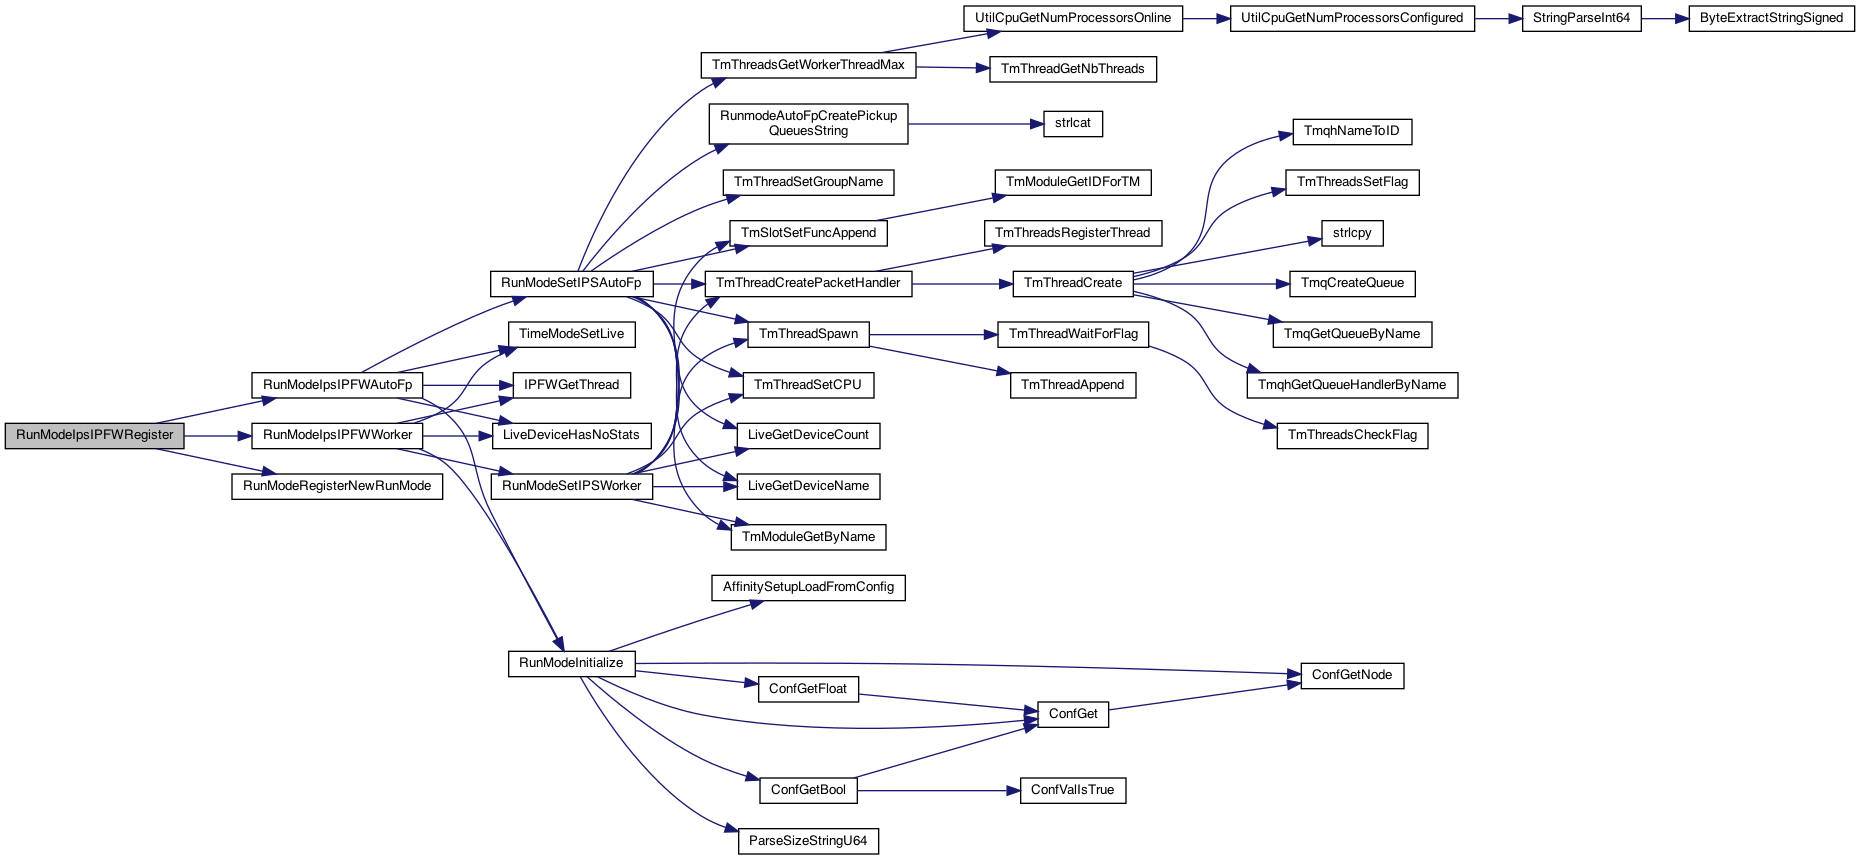 UtilCpuGetNumProcessorsOnline
UtilCpuGetNumProcessorsConfigured
StringParseInt64
ByteExtractStringSigned
TmThreadsGetWorkerThreadMax
TmThreadGetNbThreads
RunmodeAutoFpCreatePickup
QueuesString
strlcat
TmqhNameToID
TmThreadSetGroupName
TmModuleGetIDForTM
TmThreadsSetFlag
TmSlotSetFuncAppend
TmThreadsRegisterThread
strlcpy
RunModeSetIPSAutoFp
TmThreadCreatePacketHandler
TmThreadCreate
TmqCreateQueue
TimeModeSetLive
TmThreadSpawn
TmThreadWaitForFlag
TmqGetQueueByName
RunModeIpsIPFWAutoFp
IPFWGetThread
TmThreadSetCPU
TmThreadAppend
TmqhGetQueueHandlerByName
RunModeIpsIPFWRegister
RunModeIpsIPFWWorker
LiveDeviceHasNoStats
LiveGetDeviceCount
TmThreadsCheckFlag
RunModeRegisterNewRunMode
RunModeSetIPSWorker
LiveGetDeviceName
TmModuleGetByName
AffinitySetupLoadFromConfig
RunModeInitialize
ConfGetNode
ConfGetFloat
ConfGet
ConfGetBool
ConfValIsTrue
ParseSizeStringU64